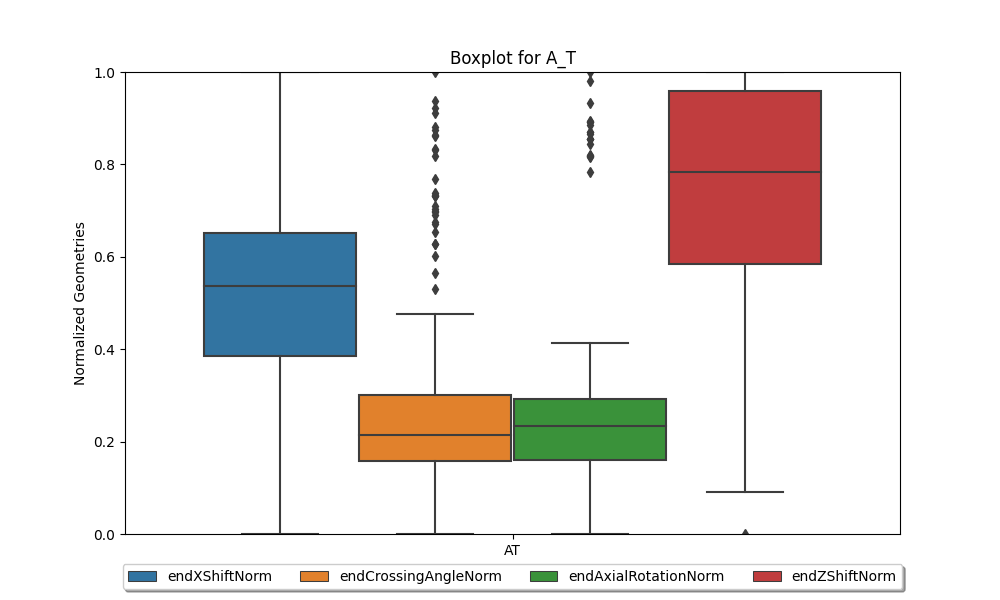 Boxplot for A_T
Normalized Geometries
1.0
0.8
0.6
0.4
0.2
0.0
AT
endXShiftNorm endCrossingAngleNorm endAxialRotationNorm endZShiftNorm